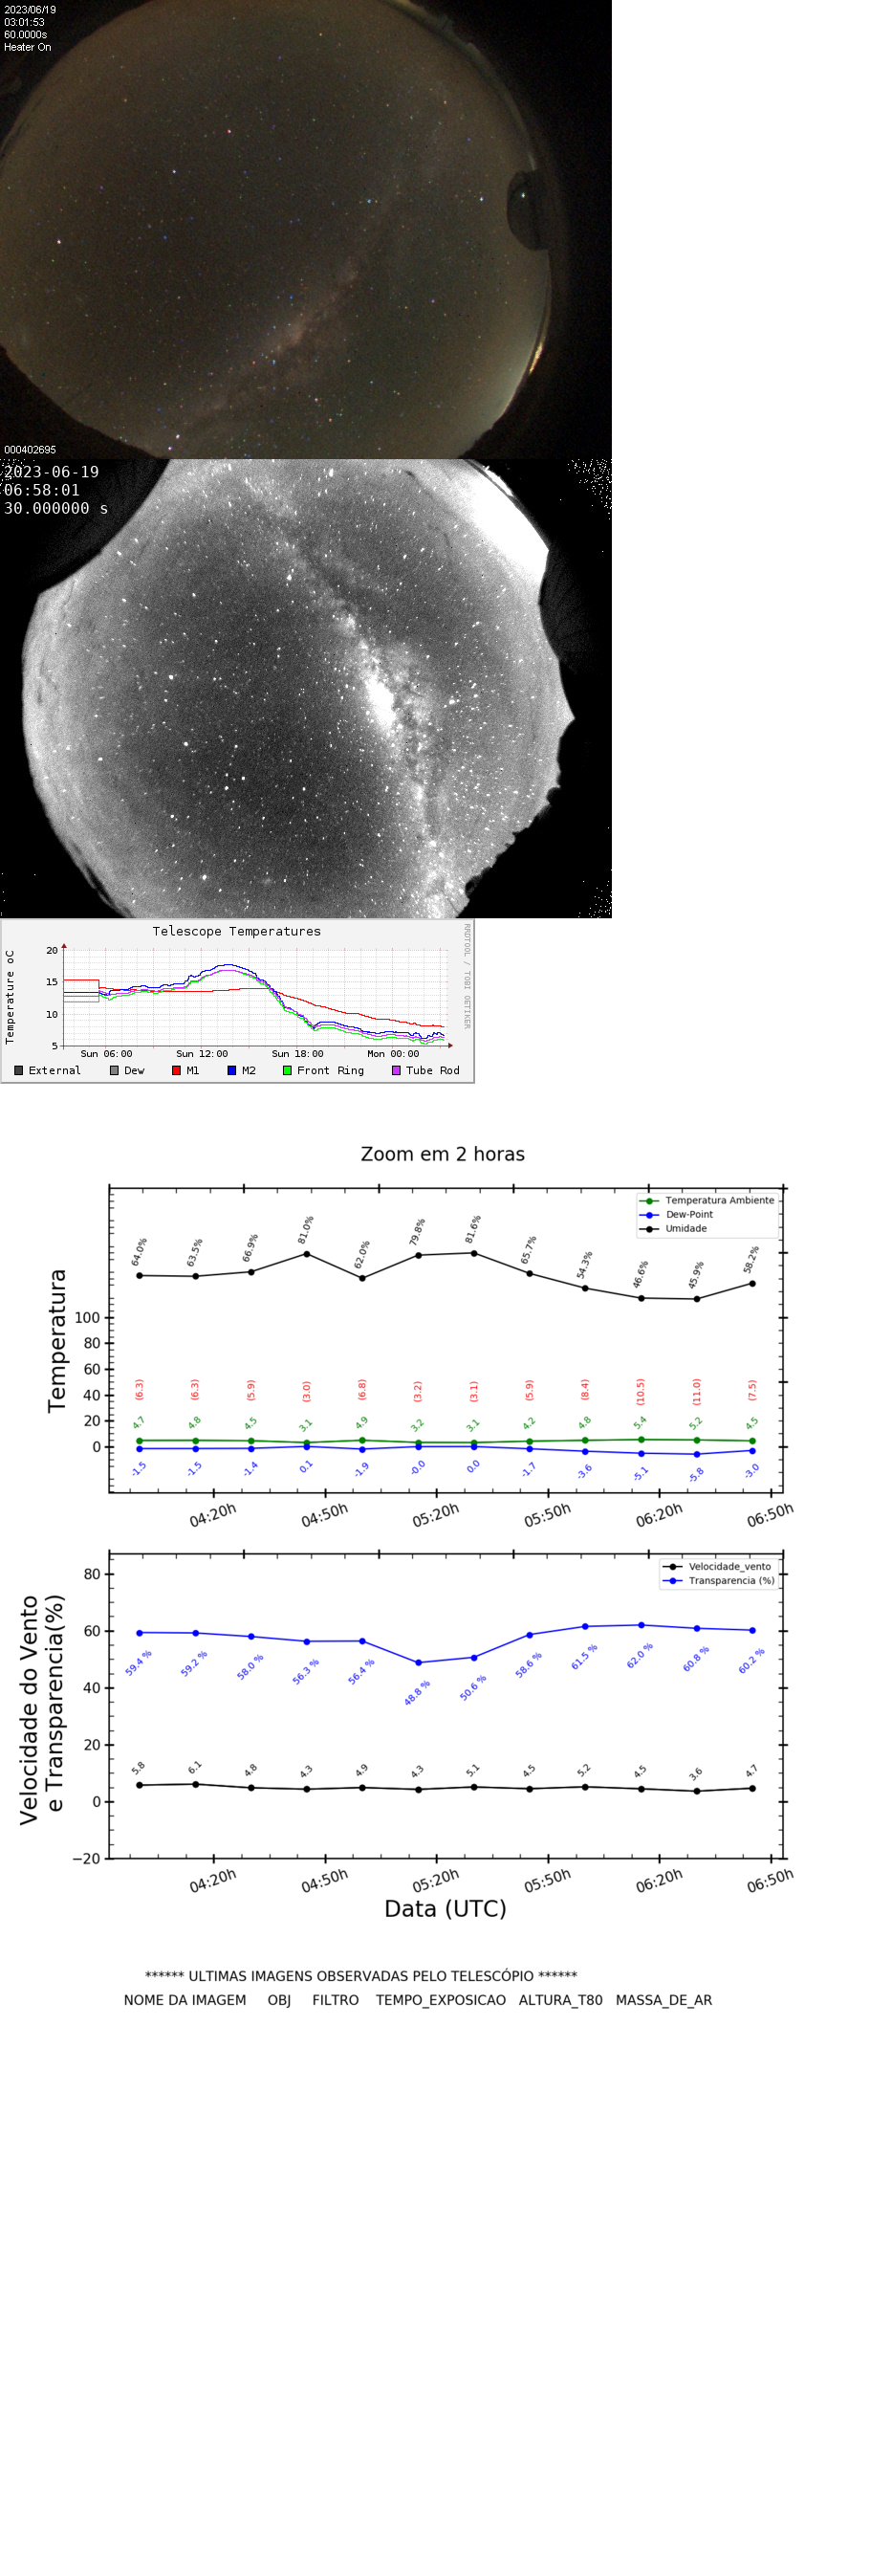 2023/06/19
03:01:53
60.0000s
Heater On
000402695
2023-06-19
06:58:01
30.000000 s
Telescope Temperatures
RRDTOOL / TOBI OETIKER
Temperature oC
20
15
10
5
Sun 06:00 Sun 12:00 Sun 18:00 Mon 00:00
External Dew M1 M2 Front Ring Tube Rod
Zoom em 2 horas
Temperatura Ambiente
Dew-Point
Umidade
64.0% 63.5% 66.9% 81.0% 62.0% 79.8% 81.6% 65.7% 54.3% 46.6% 45.9% 58.2%
Temperatura
100
80
60
40
20
0
(6.3) (6.3) (5.9) (3.0) (6.8) (3.2) (3.1) (5.9) (8.4) (10.5) (11.0) (7.5)
4.7 4.8 4.5 3.1 4.9 3.2 3.1 4.2 4.8 5.4 5.2 4.5
-1.5 -1.5 -1.4 0.1 -1.9 -0.0 0.0 -1.7 -3.6 -5.1 -5.8 -3.0
04:20h 04:50h 05:20h 05:50h 06:20h 06:50h
Velocidade_vento
Transparencia (%)
Velocidade do Vento
e Transparencia(%)
80
60
40
20
0
−20
59.4 % 59.2 % 58.0 % 56.3 % 56.4 % 48.8 % 50.6 % 58.6 % 61.5 % 62.0 % 60.8 % 60.2 %
5.8 6.1 4.8 4.3 4.9 4.3 5.1 4.5 5.2 4.5 3.6 4.7
04:20h 04:50h 05:20h 05:50h 06:20h 06:50h
Data (UTC)
****** ULTIMAS IMAGENS OBSERVADAS PELO TELESCÓPIO ******
NOME DA IMAGEM OBJ FILTRO TEMPO_EXPOSICAO ALTURA_T80 MASSA_DE_AR